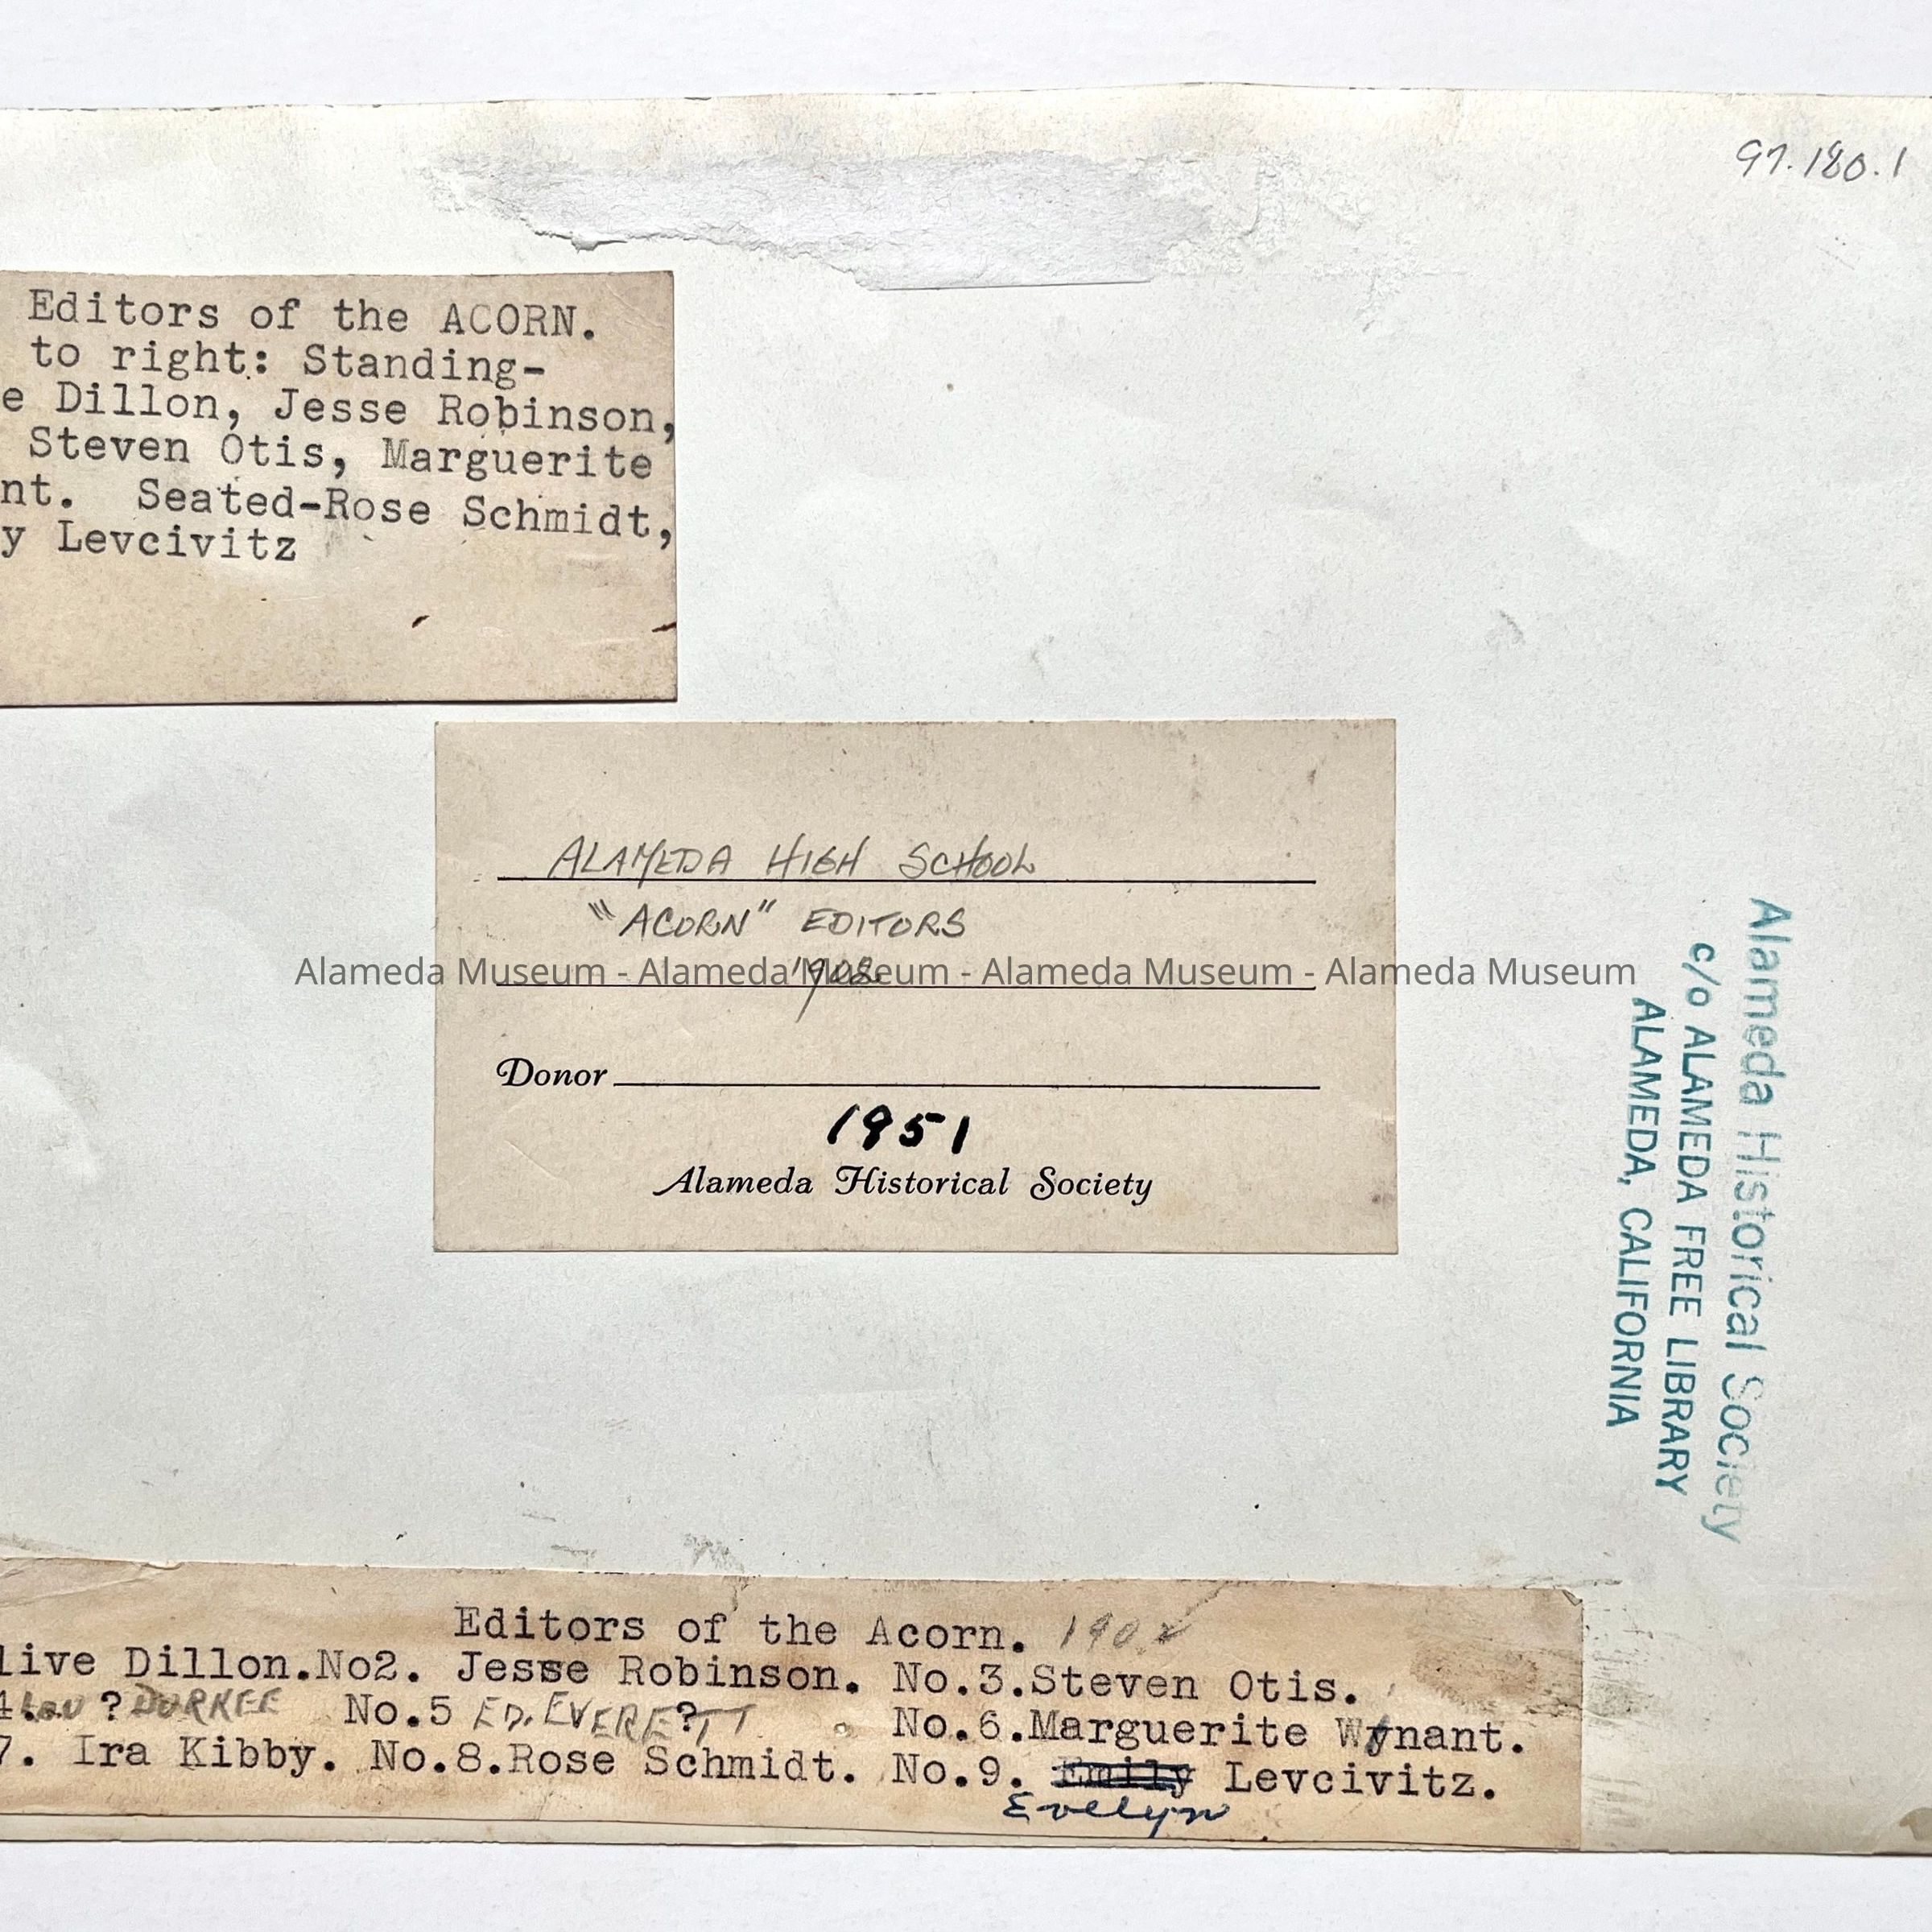 97.180.1
Editors of the ACORN.
to right: Standing-
e Dillon, Jesse Robinson,
Steven Otis, Marguerite
nt. Seated-Rose Schmidt,
y Levcivitz
ALAMEDA HIGH SCHOOL
"ACORN" EDITORS
1902
Alameda Museum - Alameda Museum - Alameda Museum - Alameda Museum
Donor
1951
Alameda Historical Society
Alameda Historical Society
c/o ALAMEDA FREE LIBRARY
ALAMEDA, CALIFORNIA
Editors of the Acorn. 1902
live Dillon.No2. Jesse Robinson. No.3.Steven Otis.
4. Lou ? DURKEE No.5 ED. EVERETT ? No.6.Marguerite Wynant.
7. Ira Kibby. No.8.Rose Schmidt. No.9. Emily Levcivitz.
Evelyn